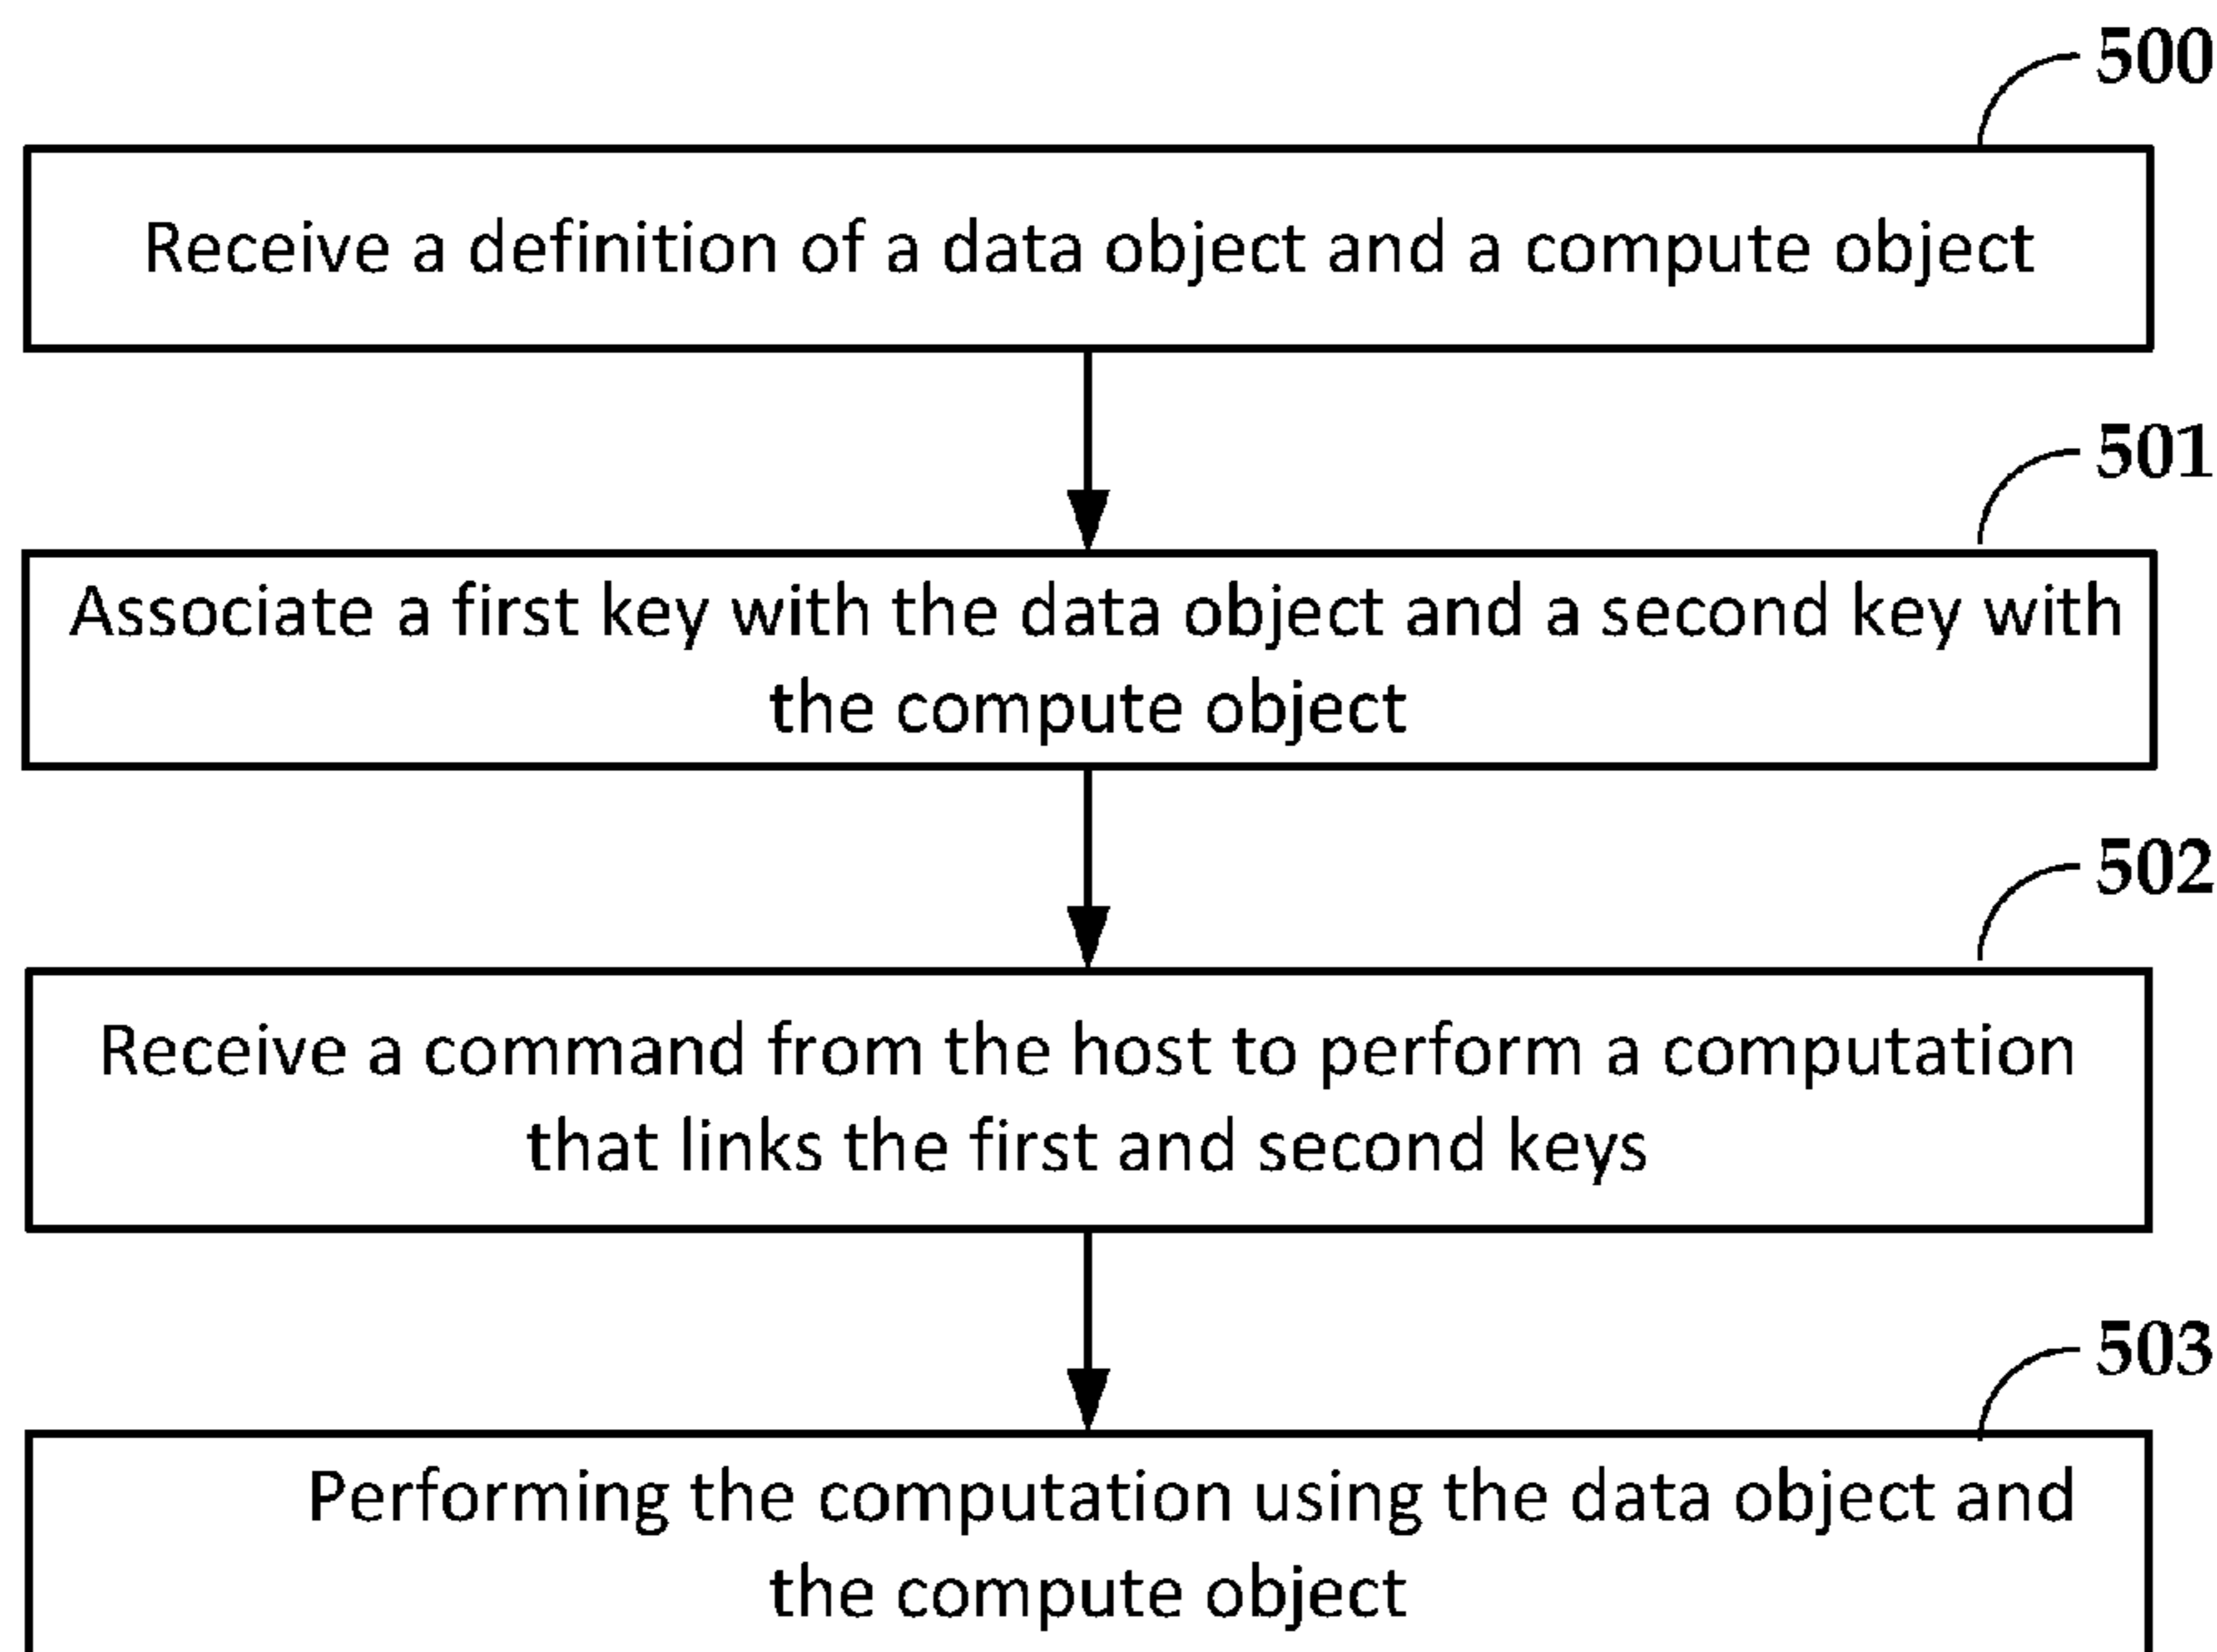 500
Receive a definition of a data object and a compute object
501
Associate a first key with the data object and a second key with
the compute object
502
Receive a command from the host to perform a computation
that links the first and second keys
503
Performing the computation using the data object and
the compute object